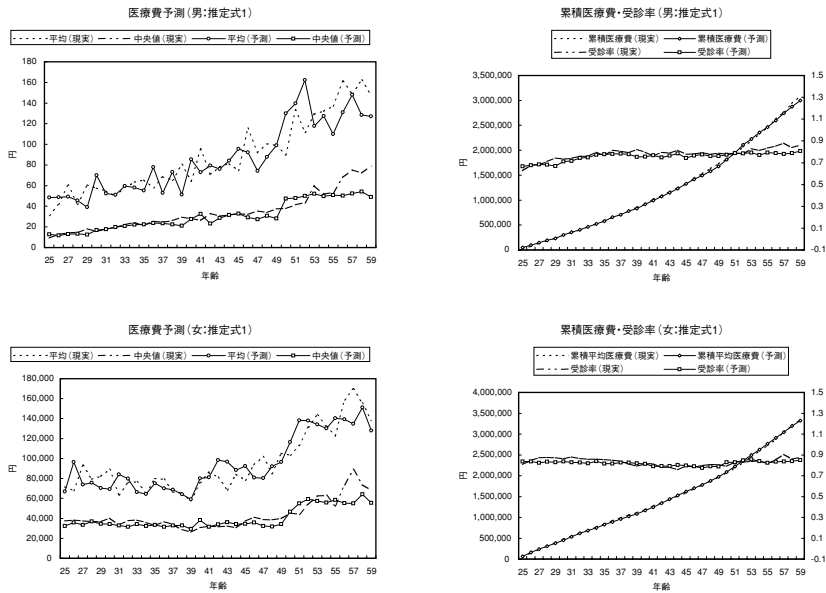 医療費予測(男:推定式1)
平均(現実) 中央値(現実) 平均(予測) 中央値(予測)
180
160
140
120
100
80
60
40
20
0
円
25 27 29 31 33 35 37 39 41 43 45 47 49 51 53 55 57 59
年齢
累積医療費・受診率(男:推定式1)
累積医療費(現実) 累積医療費(予測)
受診率(現実) 受診率(予測)
3,500,000
3,000,000
2,500,000
2,000,000
1,500,000
1,000,000
500,000
0
円
1.5
1.3
1.1
0.9
0.7
0.5
0.3
0.1
-0.1
25 27 29 31 33 35 37 39 41 43 45 47 49 51 53 55 57 59
年齢
医療費予測(女:推定式1)
平均(現実) 中央値(現実) 平均(予測) 中央値(予測)
180,000
160,000
140,000
120,000
100,000
80,000
60,000
40,000
20,000
0
円
25 27 29 31 33 35 37 39 41 43 45 47 49 51 53 55 57 59
年齢
累積医療費・受診率(女:推定式1)
累積平均医療費(現実) 累積平均医療費(予測)
受診率(現実) 受診率(予測)
4,000,000
3,500,000
3,000,000
2,500,000
2,000,000
1,500,000
1,000,000
500,000
0
円
1.5
1.3
1.1
0.9
0.7
0.5
0.3
0.1
-0.1
25 27 29 31 33 35 37 39 41 43 45 47 49 51 53 55 57 59
年齢